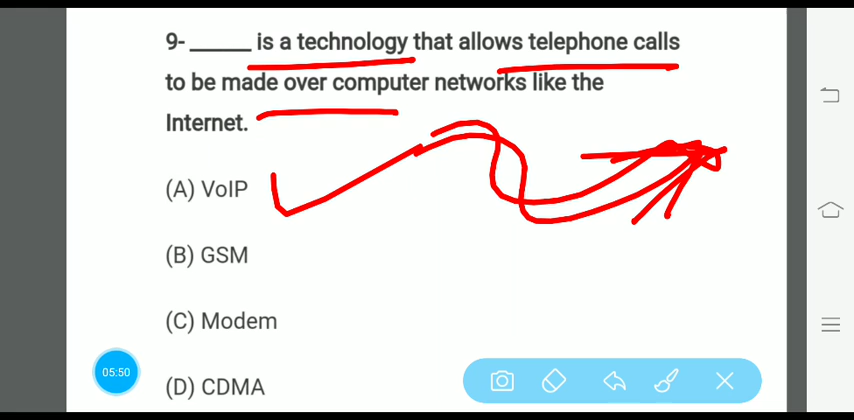 9- ______ is a technology that allows telephone calls
to be made over computer networks like the
Internet.
(A) VoIP
(B) GSM
(C) Modem
(D) CDMA
05:50